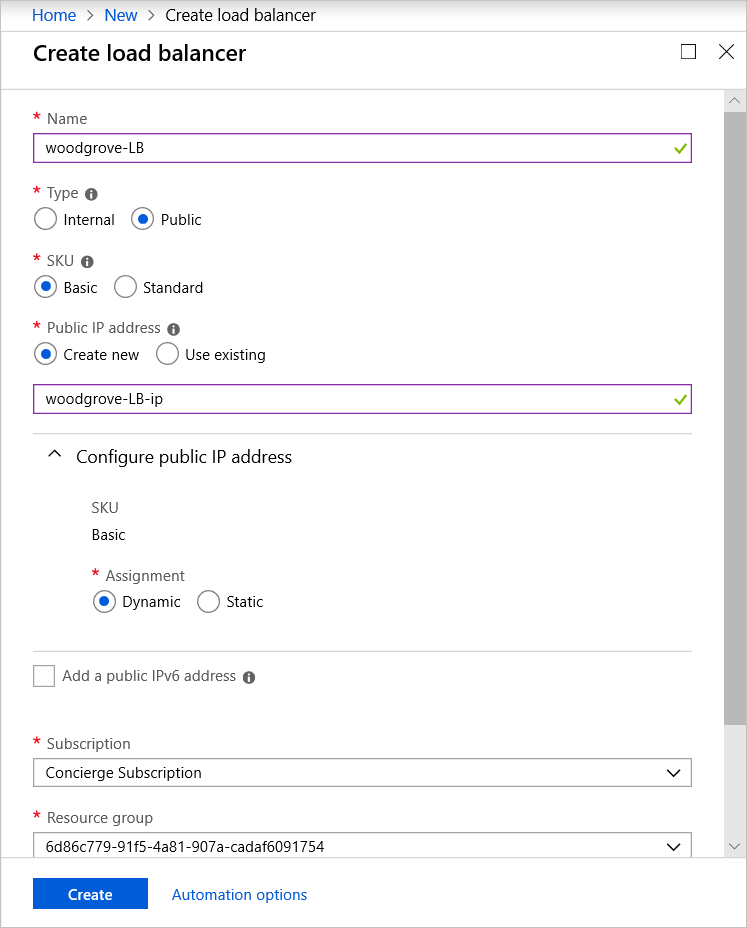 Home > New > Create load balancer
Create load balancer
* Name
woodgrove-LB
* Type
Internal Public
* SKU
Basic Standard
* Public IP address
Create new Use existing
woodgrove-LB-ip
Configure public IP address
SKU
Basic
* Assignment
Dynamic Static
Add a public IPv6 address
* Subscription
Concierge Subscription
* Resource group
6d86c779-91f5-4a81-907a-cadaf6091754
Create Automation options